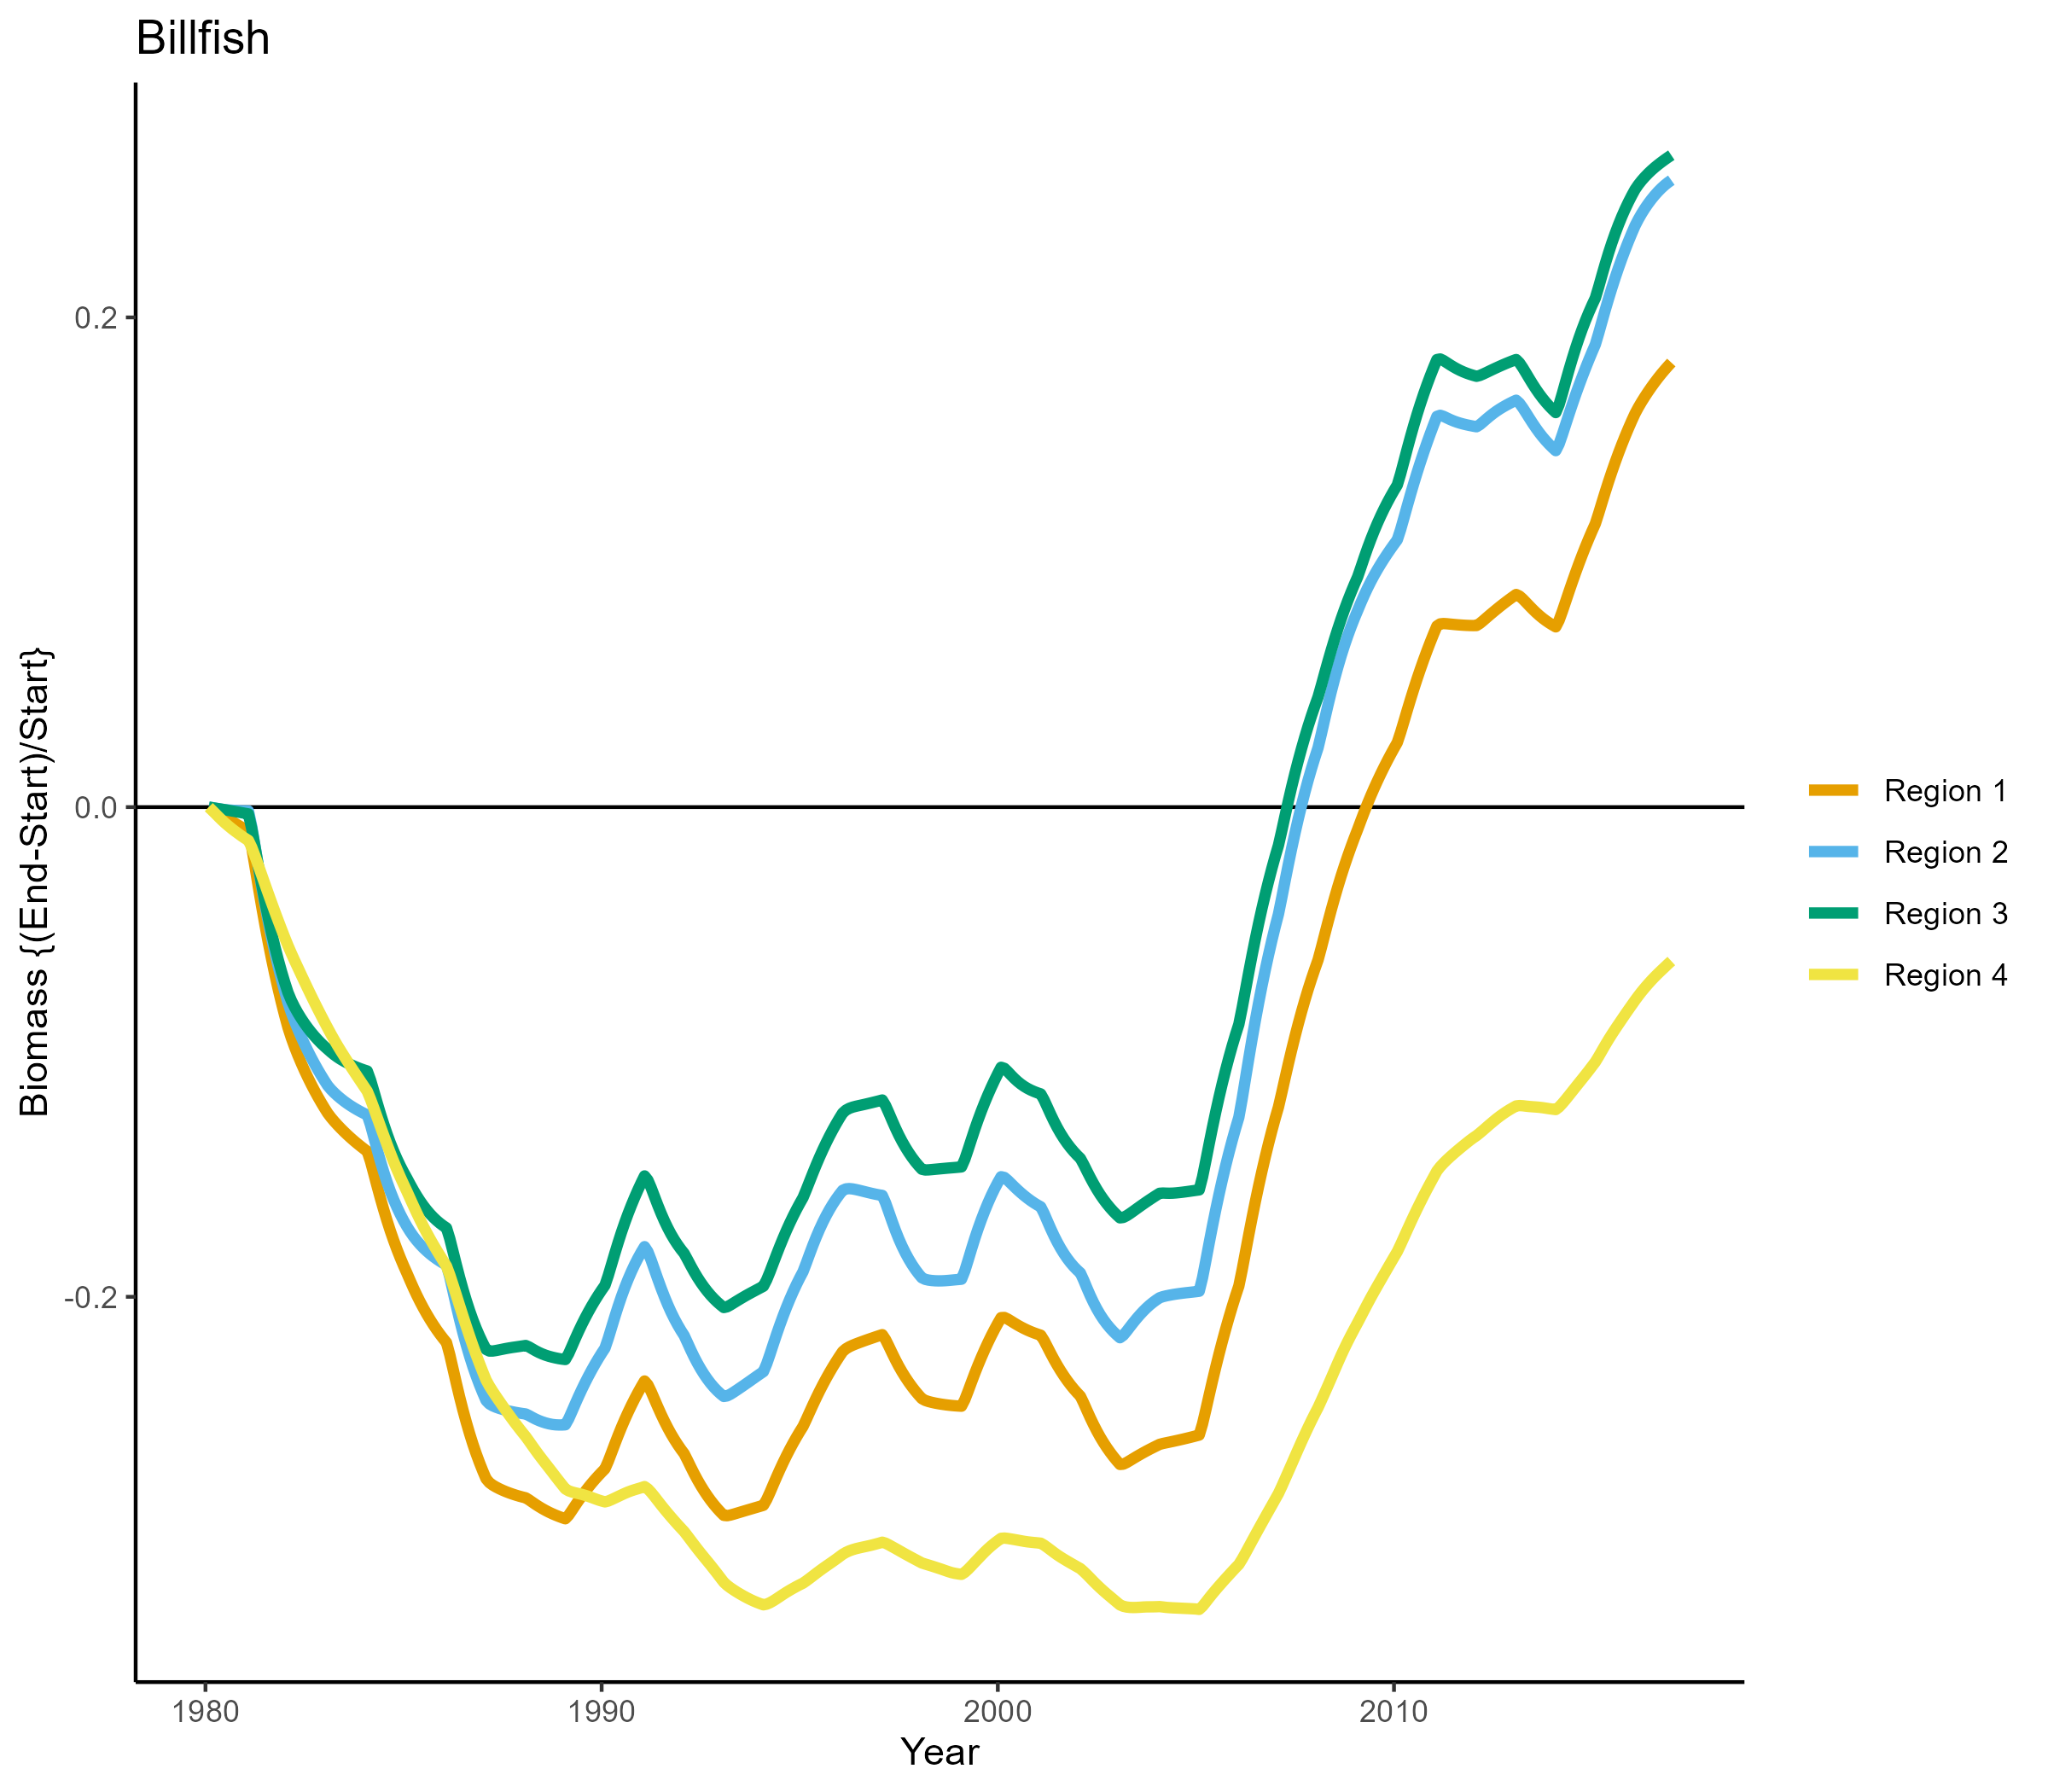 Billfish
Biomass {(End-Start)/Start}
0.2
0.0
-0.2
1980
1990
2000
2010
Year
Region 1
Region 2
Region 3
Region 4